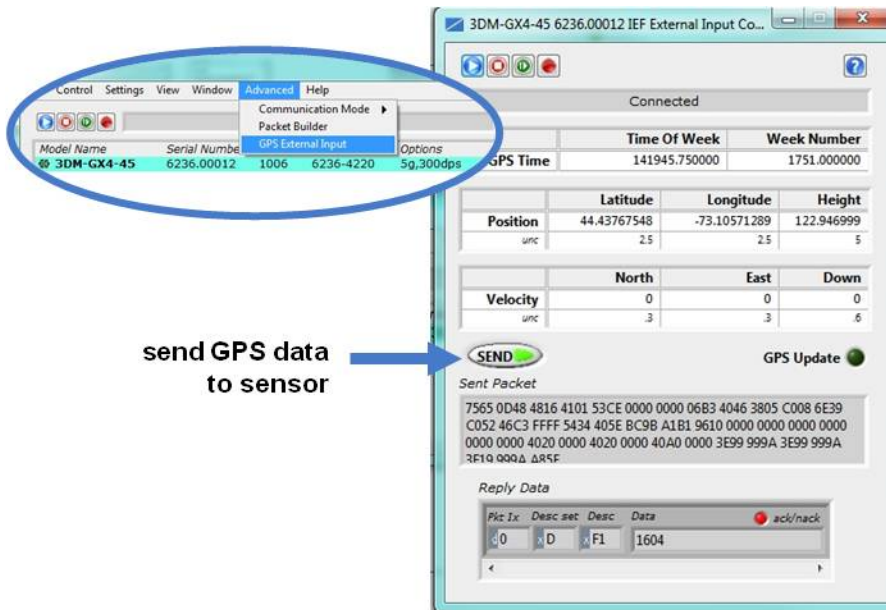 3DM-GX4-45 6236.00012 IEF External Input Co...
Control Settings View Window Advanced Help
Communication Mode
Packet Builder
GPS External Input
Model Name Serial Numbe Options
3DM-GX4-45 6236.00012 1006 6236-4220 5g,300dps
Connected
Time Of Week Week Number
GPS Time 141945.750000 1751.000000
Latitude Longitude Height
Position 44.43767548 -73.10571289 122.946999
unc 2.5 2.5 5
North East Down
Velocity 0 0 0
unc .3 .3 .6
send GPS data
to sensor
SEND GPS Update
Sent Packet
7565 0D48 4816 4101 53CE 0000 0000 06B3 4046 3805 C008 6E39
C052 46C3 FFFF 5434 405E BC9B A1B1 9610 0000 0000 0000 0000
0000 0000 4020 0000 4020 0000 40A0 0000 3E99 999A 3E99 999A
3F19 999A A85F
Reply Data
Pkt Ix Desc set Desc Data ack/nack
d 0 x D x F1 1604